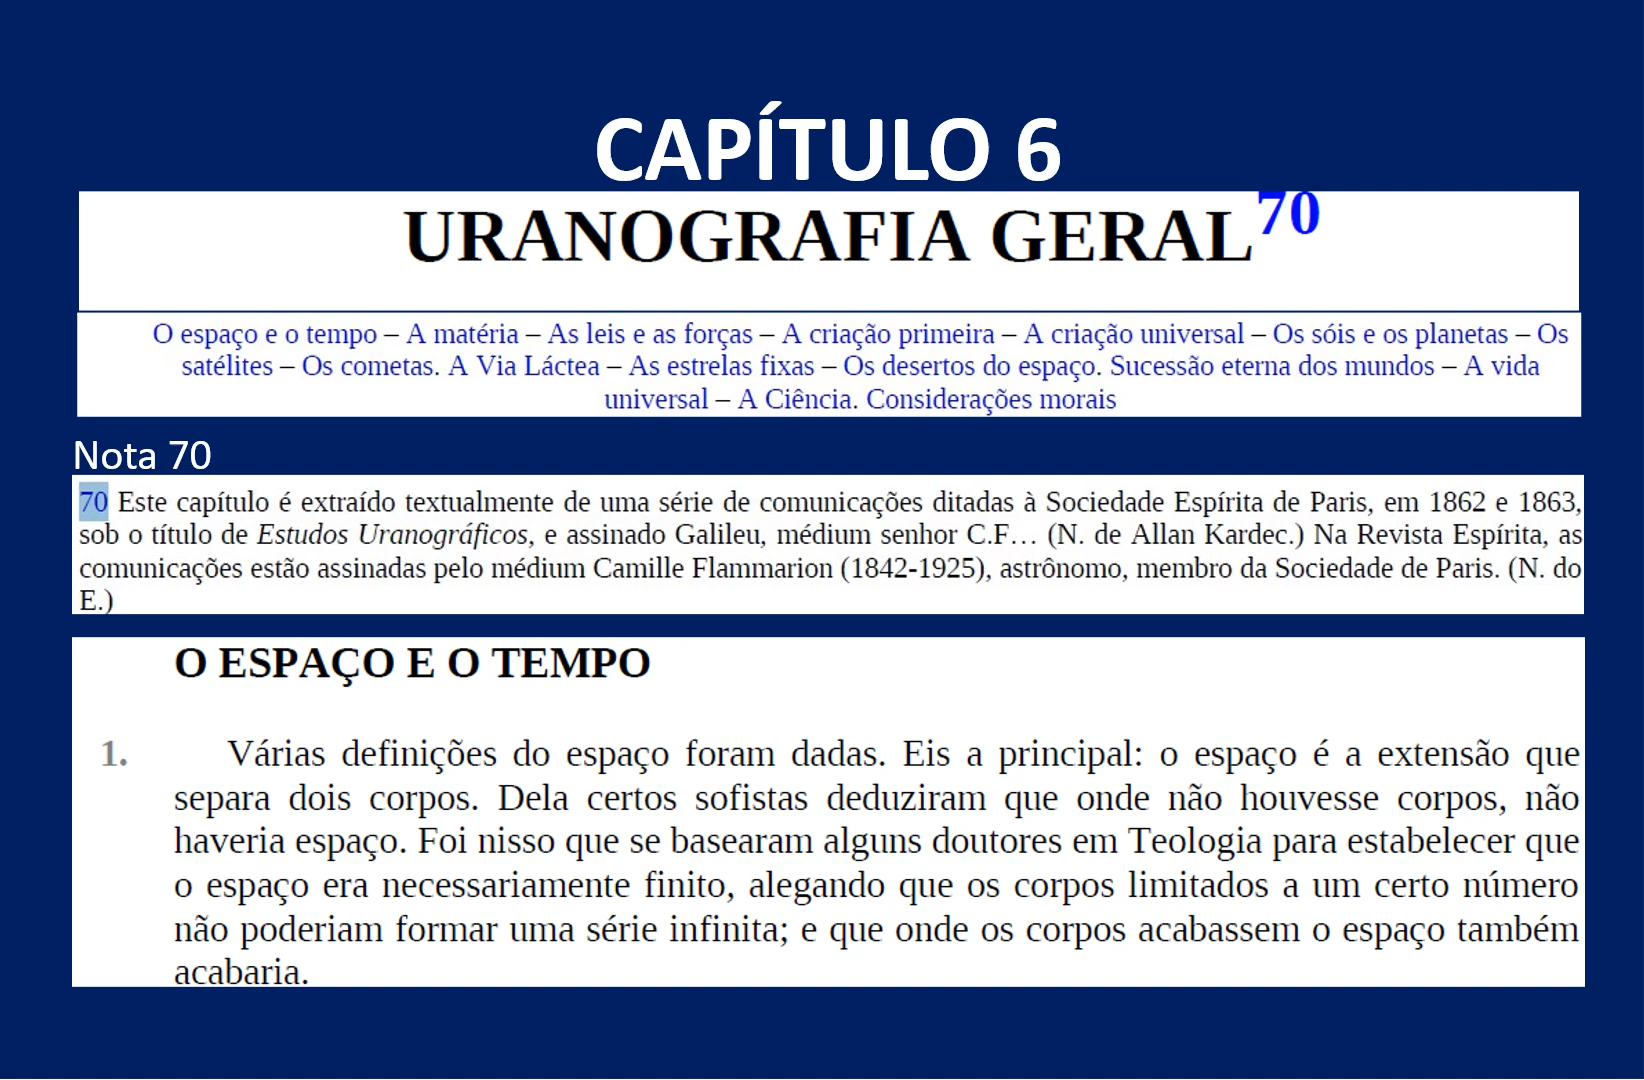 CAPÍTULO 6
URANOGRAFIA GERAL70
O espaço e o tempo – A matéria – As leis e as forças – A criação primeira – A criação universal – Os sóis e os planetas – Os
satélites – Os cometas. A Via Láctea – As estrelas fixas – Os desertos do espaço. Sucessão eterna dos mundos – A vida
universal – A Ciência. Considerações morais
Nota 70
70 Este capítulo é extraído textualmente de uma série de comunicações ditadas à Sociedade Espírita de Paris, em 1862 e 1863,
sob o título de Estudos Uranográficos, e assinado Galileu, médium senhor C.F… (N. de Allan Kardec.) Na Revista Espírita, as
comunicações estão assinadas pelo médium Camille Flammarion (1842-1925), astrônomo, membro da Sociedade de Paris. (N. do
E.)
O ESPAÇO E O TEMPO
1. Várias definições do espaço foram dadas. Eis a principal: o espaço é a extensão que
separa dois corpos. Dela certos sofistas deduziram que onde não houvesse corpos, não
haveria espaço. Foi nisso que se basearam alguns doutores em Teologia para estabelecer que
o espaço era necessariamente finito, alegando que os corpos limitados a um certo número
não poderiam formar uma série infinita; e que onde os corpos acabassem o espaço também
acabaria.